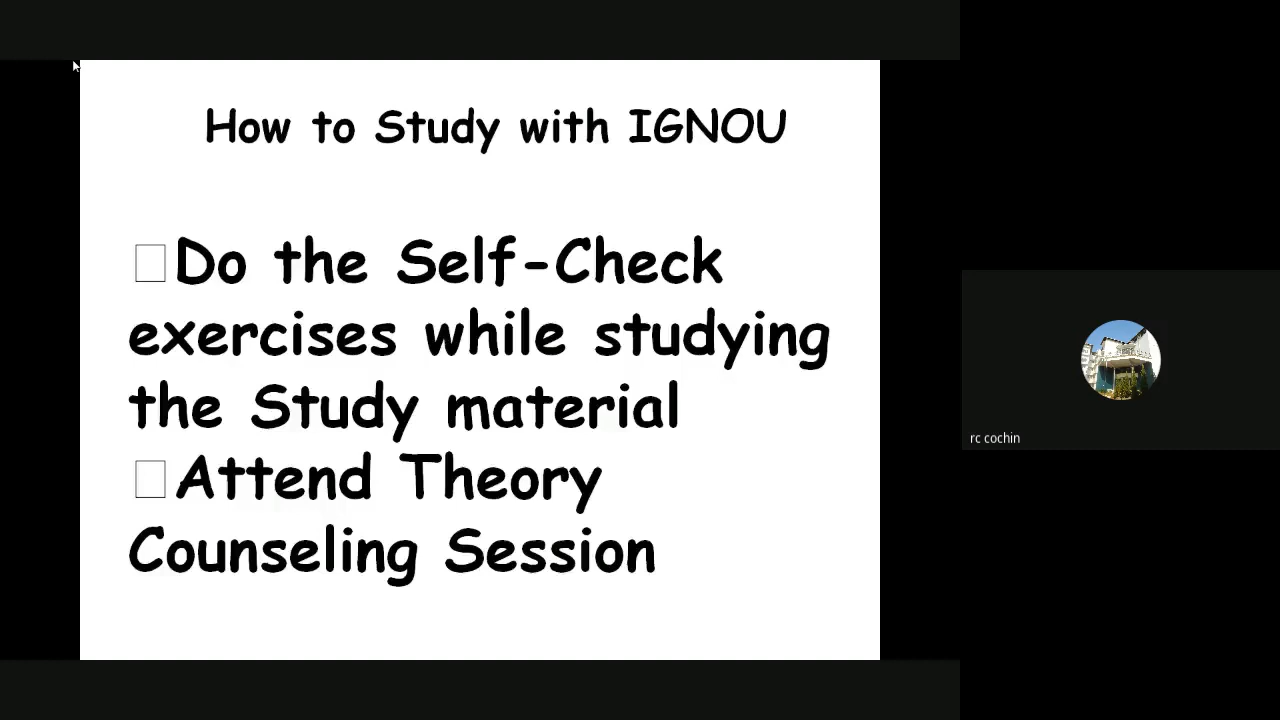 How to Study with IGNOU
□Do the Self-Check
exercises while studying
the Study material
□Attend Theory
Counseling Session
rc cochin